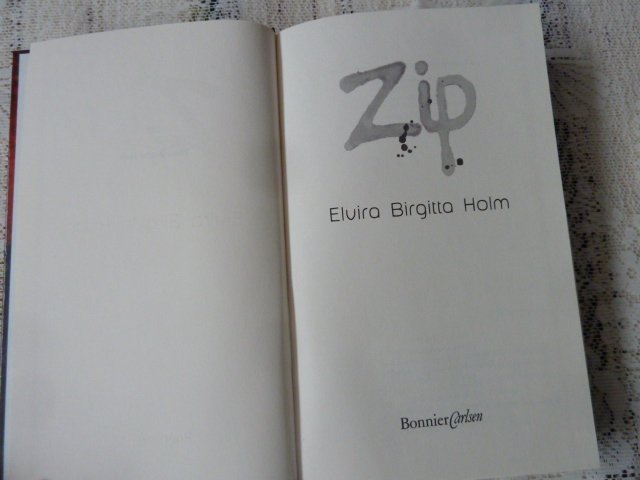 Zip
Elvira Birgitta Holm
BonnierCarlsen